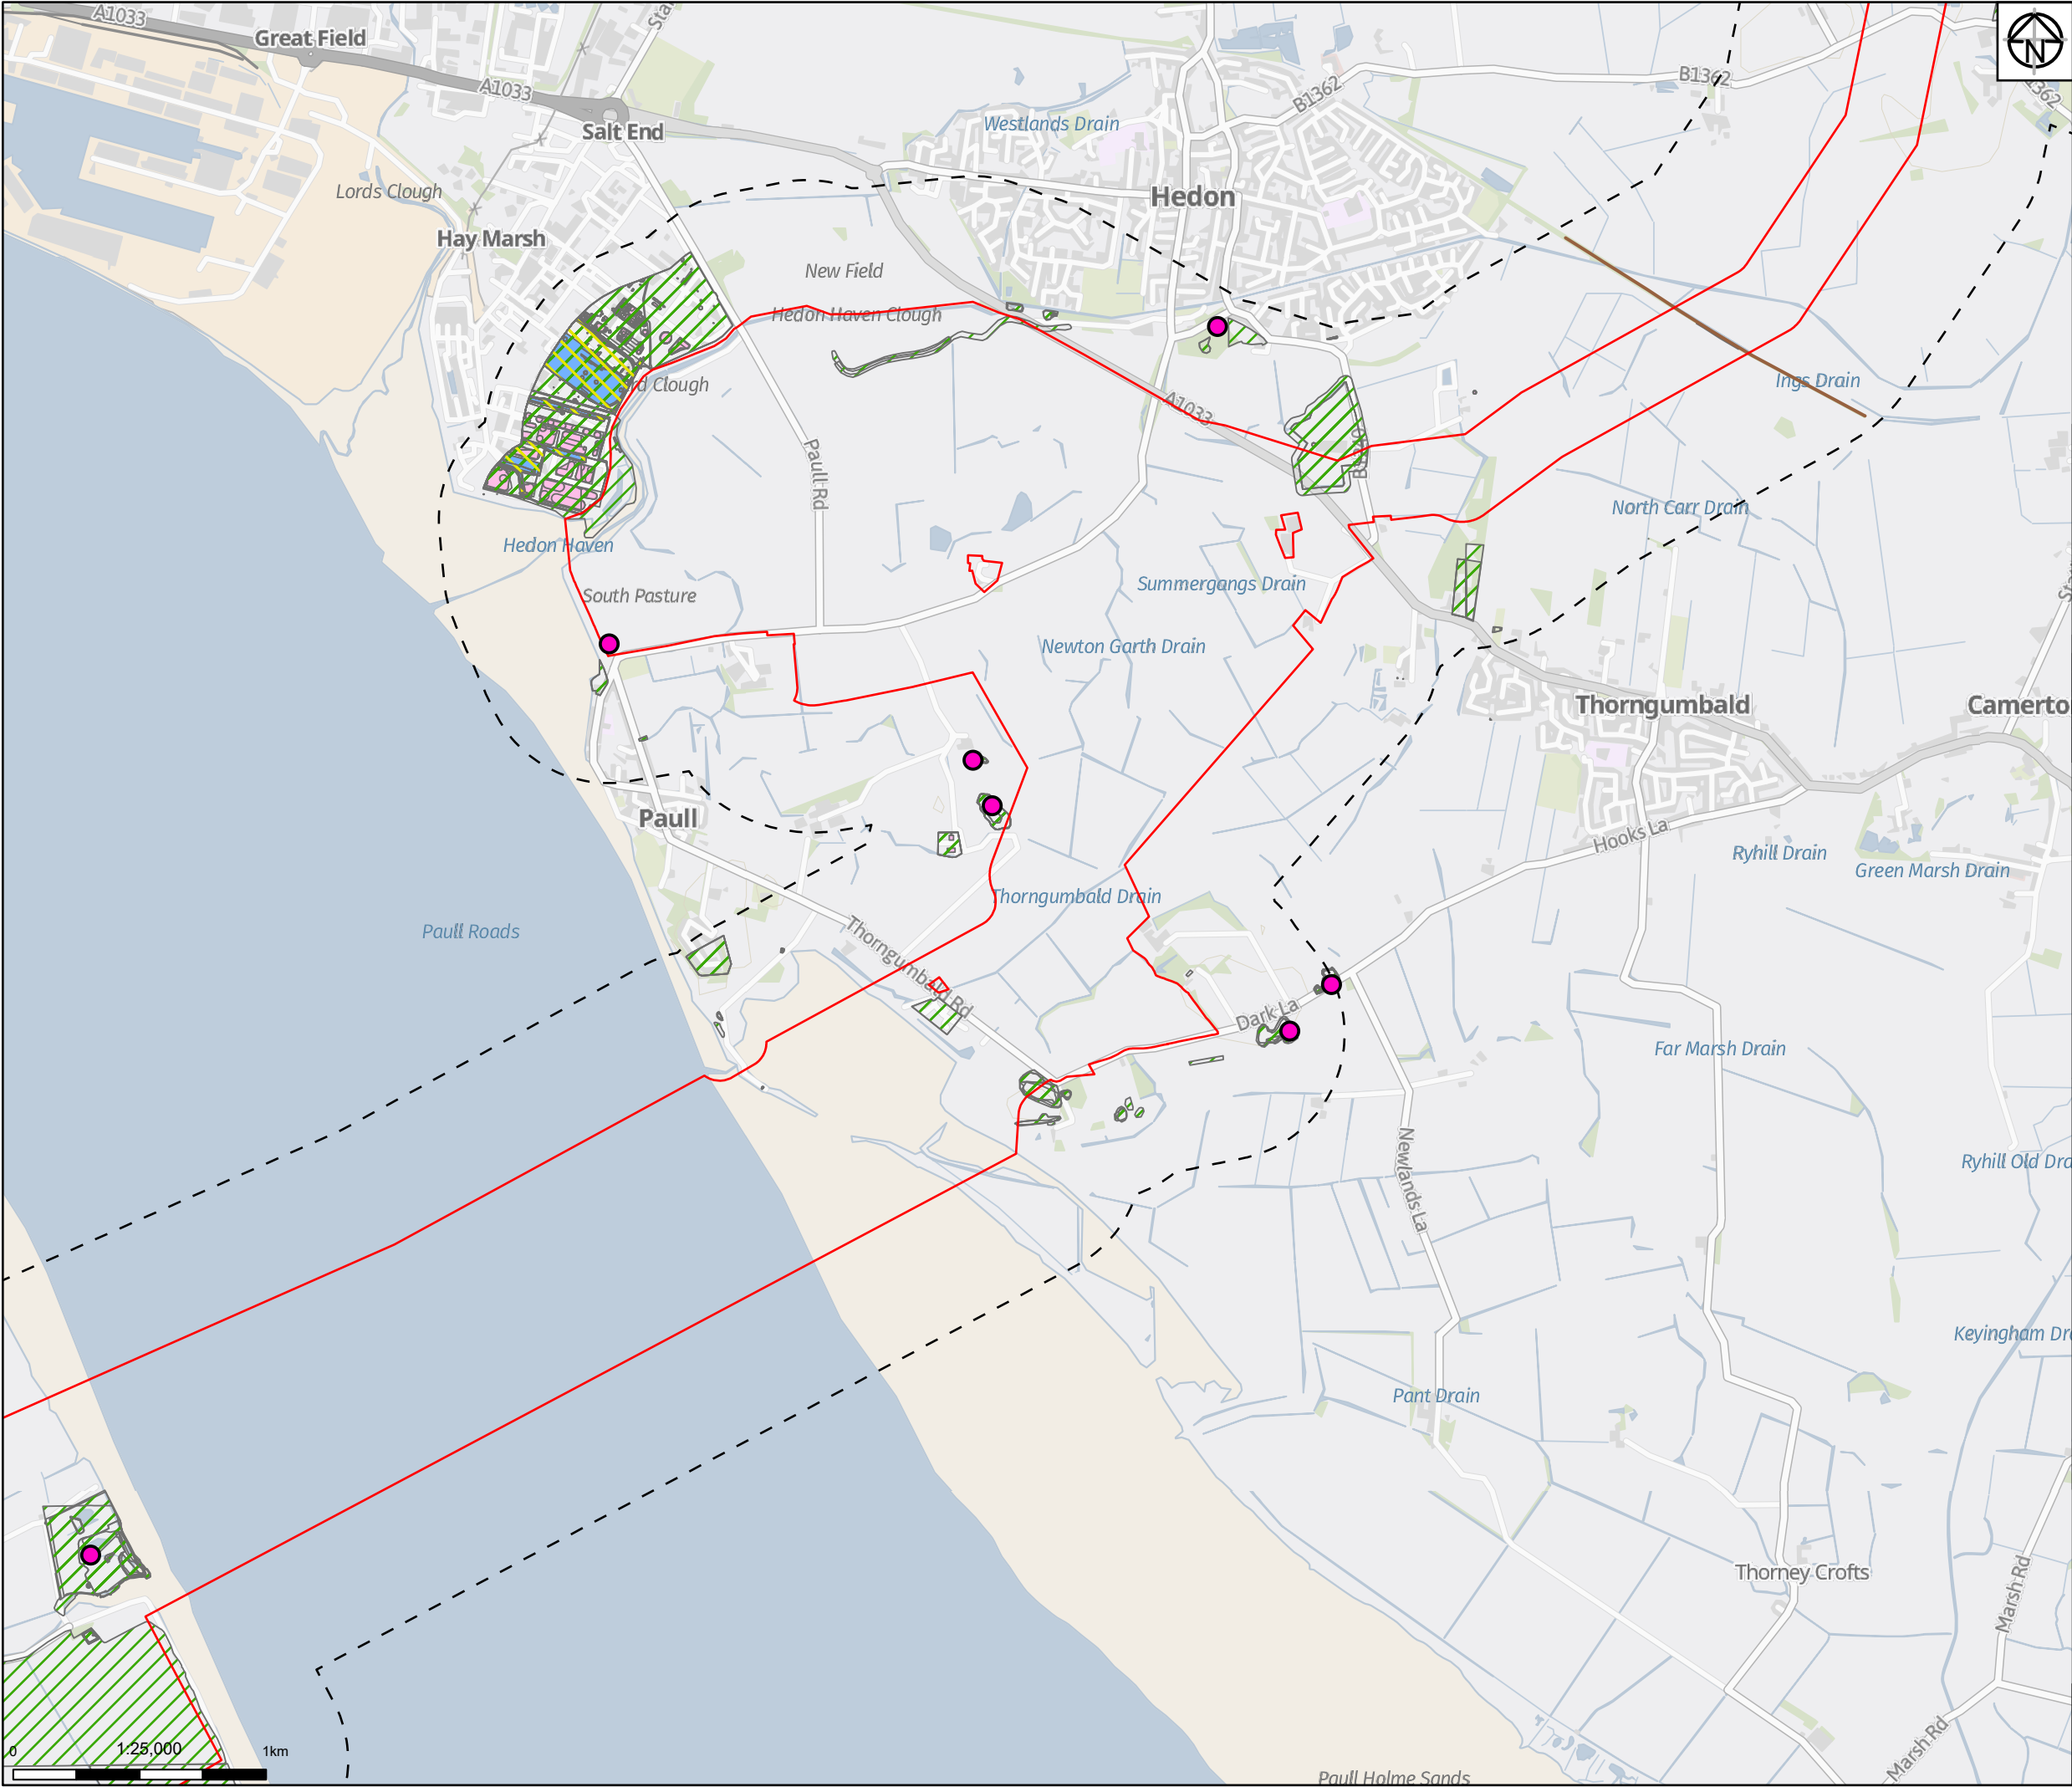 A1033
Great Field
A1033
Salt End
Lords Clough
Hay Marsh
Westlands Drain
B1362
B1362
Hedon
New Field
Hedon Haven Clough
rd Clough
A1033
Ings Drain
Paull Rd
North Carr Drain
Hedon Haven
South Pasture
Summergangs Drain
Newton Garth Drain
Thorngumbald
Camerto
Paull
Hooks La
Ryhill Drain
Green Marsh Drain
Thorngumbald Drain
Paull Roads
Thorngumbald Rd
Dark La
Far Marsh Drain
Newlands La
Ryhill Old Dra
Keyingham Dr
Pant Drain
Thorney Crofts
Marsh Rd
Marsh Rd
Paull Holme Sands
N
0
1:25,000
1km